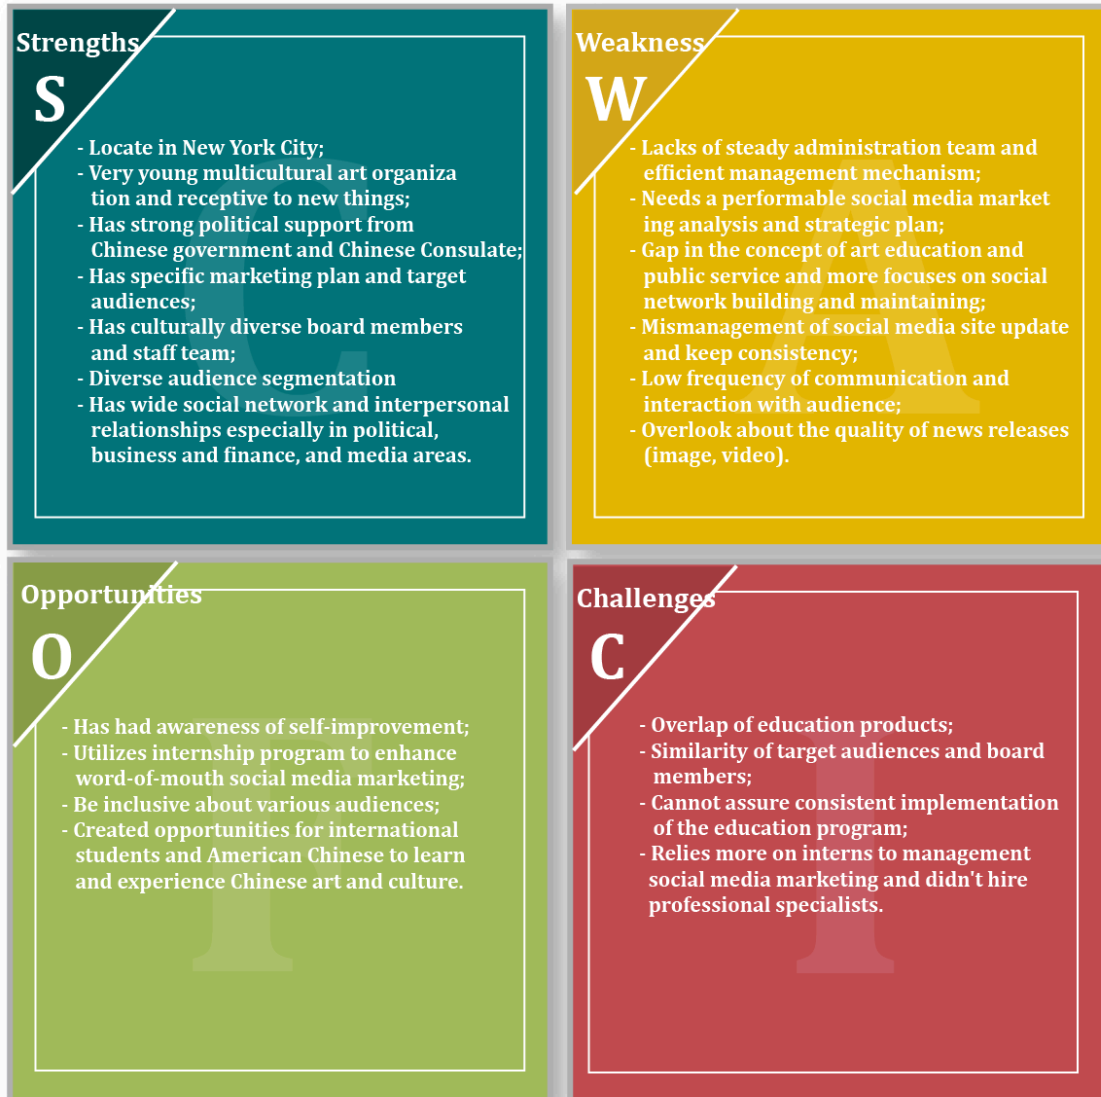 Strengths
S
- Locate in New York City;
- Very young multicultural art organiza
tion and receptive to new things;
- Has strong political support from
Chinese government and Chinese Consulate;
- Has specific marketing plan and target
audiences;
- Has culturally diverse board members
and staff team;
- Diverse audience segmentation
- Has wide social network and interpersonal
relationships especially in political,
business and finance, and media areas.
C
Weakness
W
- Lacks of steady administration team and
efficient management mechanism;
- Needs a performable social media market
ing analysis and strategic plan;
- Gap in the concept of art education and
public service and more focuses on social
network building and maintaining;
- Mismanagement of social media site update
and keep consistency;
- Low frequency of communication and
interaction with audience;
- Overlook about the quality of news releases
(image, video).
A
Opportunities
O
- Has had awareness of self-improvement;
- Utilizes internship program to enhance
word-of-mouth social media marketing;
- Be inclusive about various audiences;
- Created opportunities for international
students and American Chinese to learn
and experience Chinese art and culture.
F
Challenges
C
- Overlap of education products;
- Similarity of target audiences and board
members;
- Cannot assure consistent implementation
of the education program;
- Relies more on interns to management
social media marketing and didn't hire
professional specialists.
I